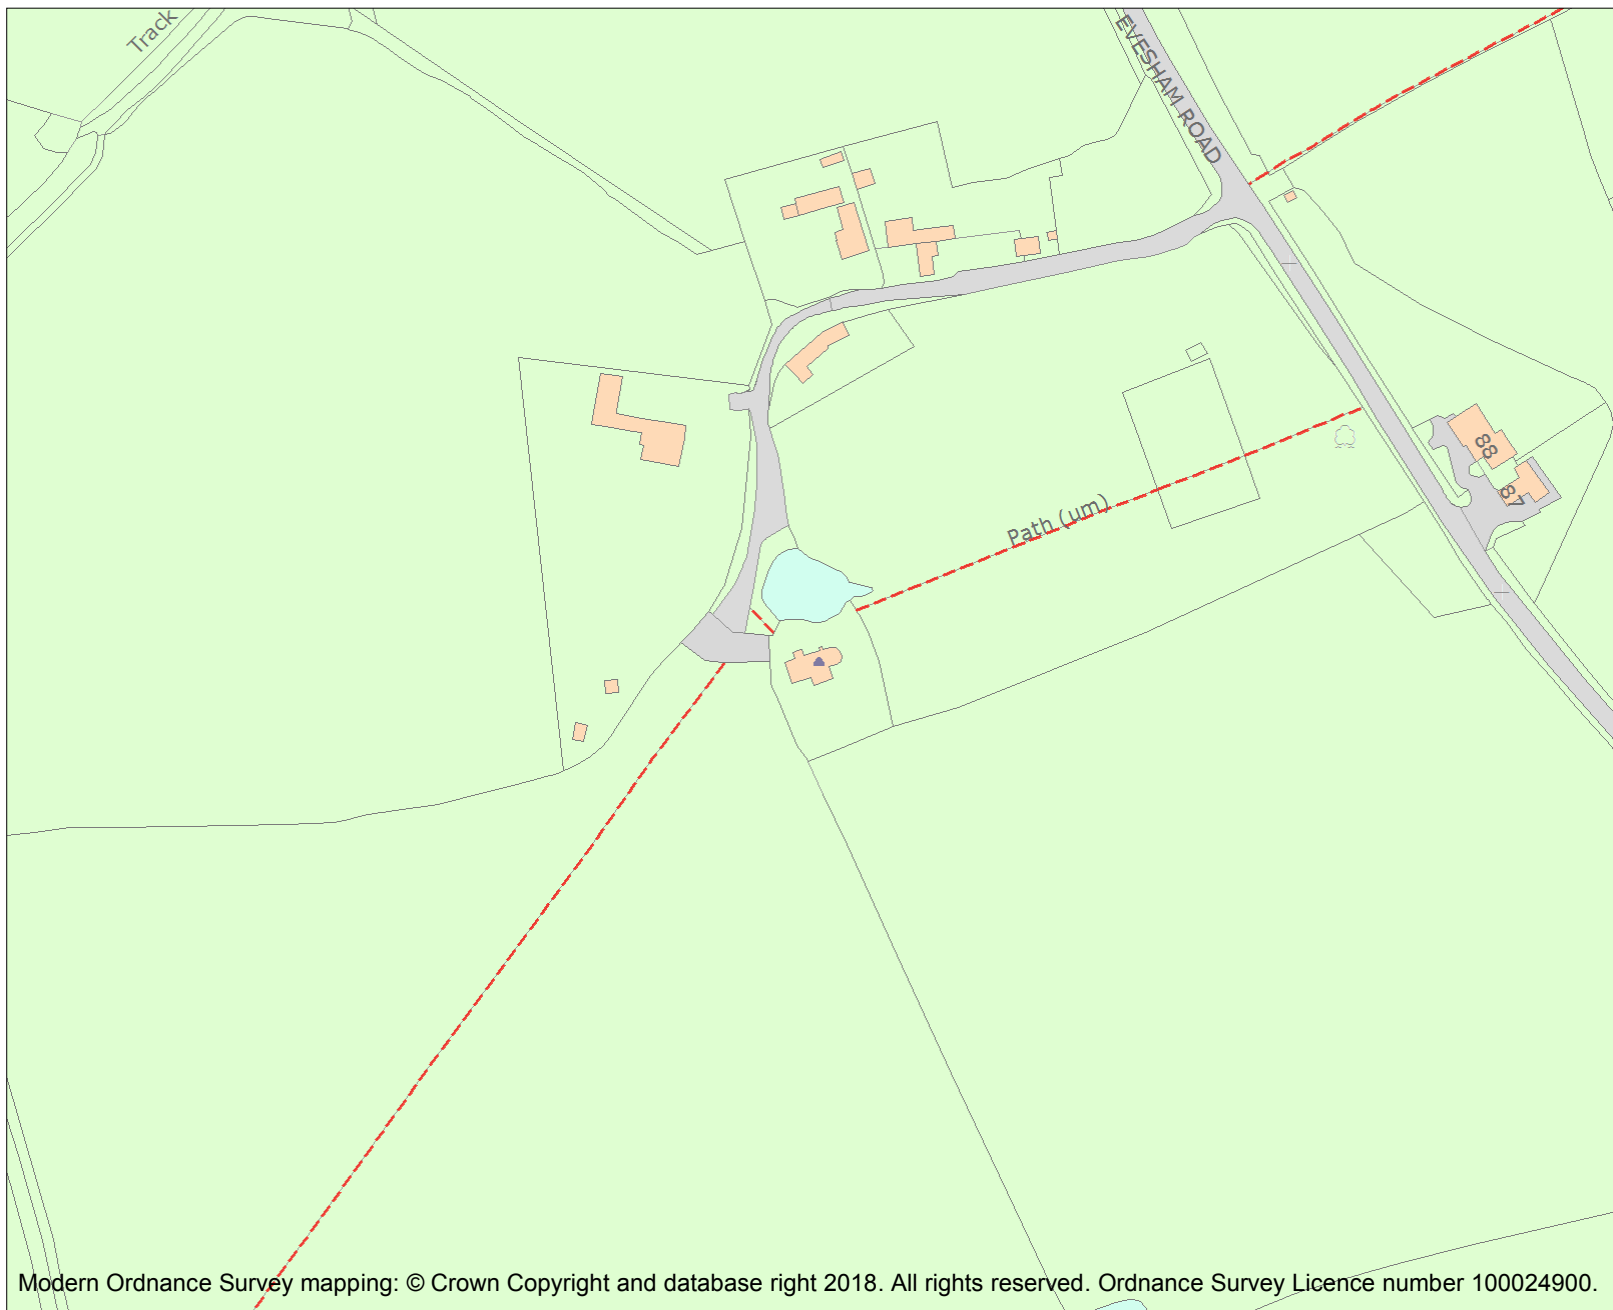 Track
EVESHAM ROAD
88
87
Path (um)
Modern Ordnance Survey mapping: © Crown Copyright and database right 2018. All rights reserved. Ordnance Survey Licence number 100024900.